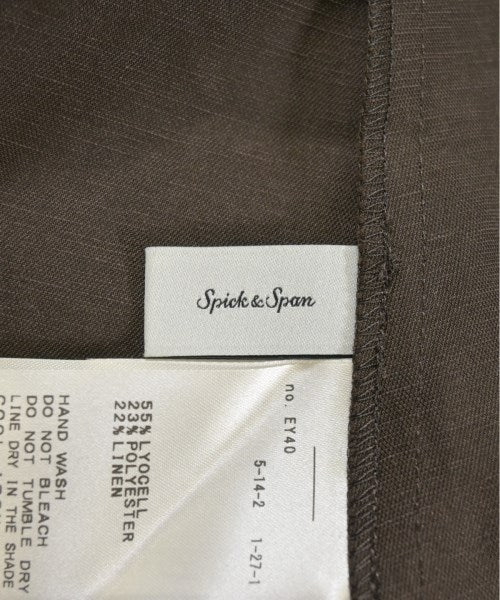 Spick & Span
no. EY40
5-14-2 1-27-1
55%LYOCELL
23%POLYESTER
22%LINEN
HAND WASH
DO NOT BLEACH
DO NOT TUMBLE DRY
LINE DRY IN THE SHADE